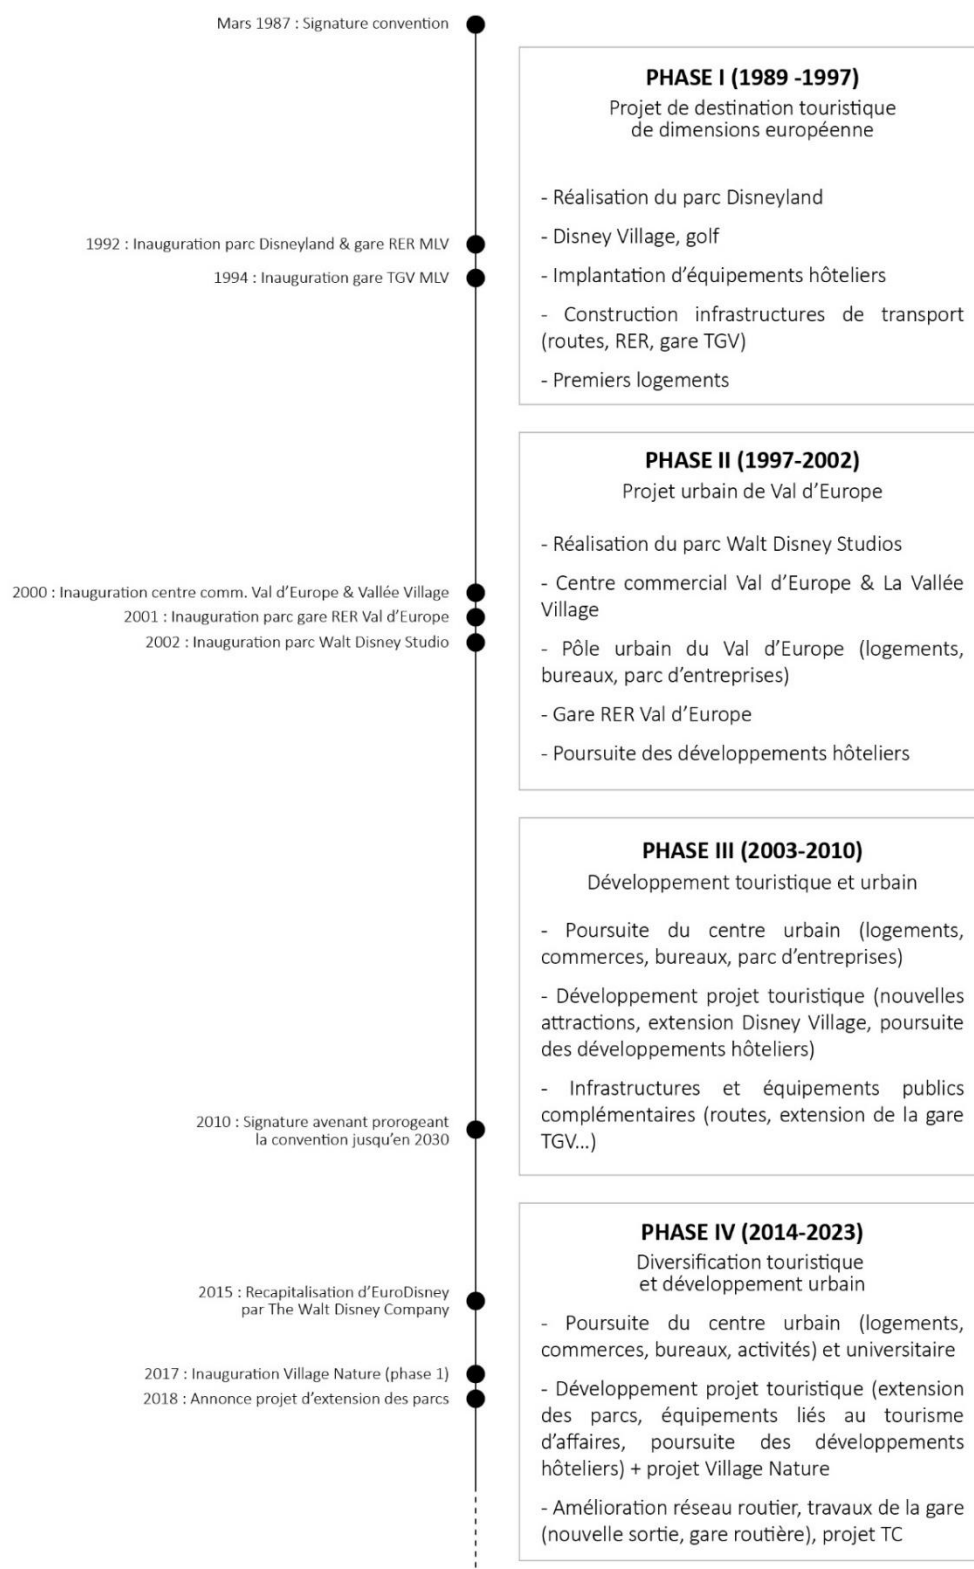 Mars 1987 : Signature convention
PHASE I (1989 -1997)
Projet de destination touristique
de dimensions européenne
- Réalisation du parc Disneyland
- Disney Village, golf
- Implantation d'équipements hôteliers
- Construction infrastructures de transport
(routes, RER, gare TGV)
- Premiers logements
1992 : Inauguration parc Disneyland & gare RER MLV
1994 : Inauguration gare TGV MLV
PHASE II (1997-2002)
Projet urbain de Val d'Europe
- Réalisation du parc Walt Disney Studios
- Centre commercial Val d'Europe & La Vallée
Village
- Pôle urbain du Val d'Europe (logements,
bureaux, parc d'entreprises)
- Gare RER Val d'Europe
- Poursuite des développements hôteliers
2000 : Inauguration centre comm. Val d'Europe & Vallée Village
2001 : Inauguration parc gare RER Val d'Europe
2002 : Inauguration parc Walt Disney Studio
PHASE III (2003-2010)
Développement touristique et urbain
- Poursuite du centre urbain (logements,
commerces, bureaux, parc d'entreprises)
- Développement projet touristique (nouvelles
attractions, extension Disney Village, poursuite
des développements hôteliers)
- Infrastructures et équipements publics
complémentaires (routes, extension de la gare
TGV...)
2010 : Signature avenant prorogeant
la convention jusqu'en 2030
PHASE IV (2014-2023)
Diversification touristique
et développement urbain
- Poursuite du centre urbain (logements,
commerces, bureaux, activités) et universitaire
- Développement projet touristique (extension
des parcs, équipements liés au tourisme
d'affaires, poursuite des développements
hôteliers) + projet Village Nature
- Amélioration réseau routier, travaux de la gare
(nouvelle sortie, gare routière), projet TC
2015 : Recapitalisation d'EuroDisney
par The Walt Disney Company
2017 : Inauguration Village Nature (phase 1)
2018 : Annonce projet d'extension des parcs